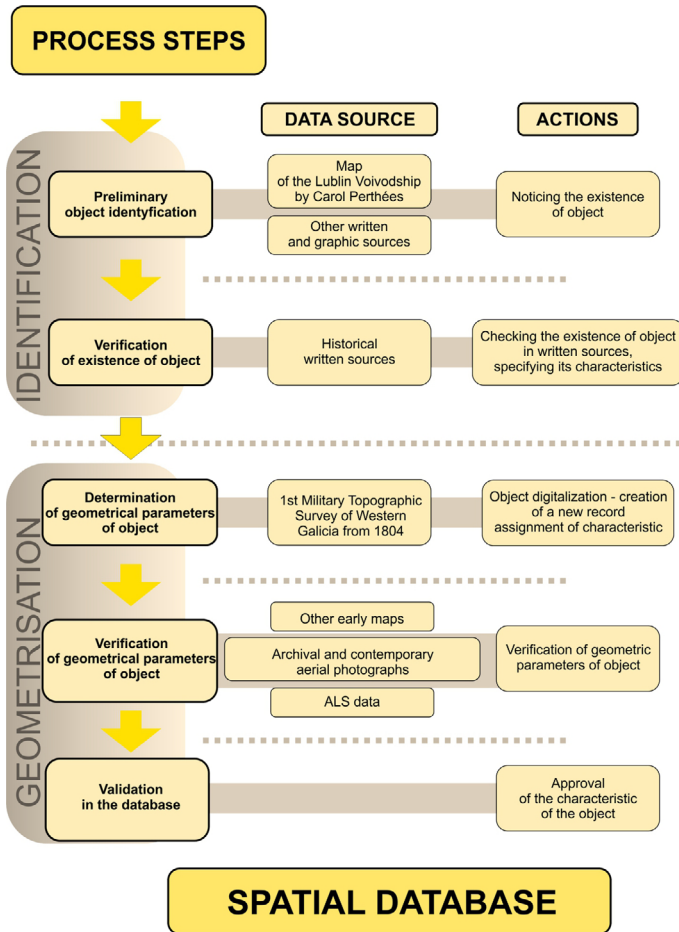 PROCESS STEPS
DATA SOURCE
ACTIONS
IDENTIFICATION
Preliminary
object identyfication
Map
of the Lublin Voivodship
by Carol Perthées
Other written
and graphic sources
Noticing the existence
of object
Verification
of existence of object
Historical
written sources
Checking the existence of object
in written sources,
specifying its characteristics
GEOMETRISATION
Determination
of geometrical parameters
of object
1st Military Topographic
Survey of Western
Galicia from 1804
Object digitalization - creation
of a new record
assignment of characteristic
Verification
of geometrical parameters
of object
Other early maps
Archival and contemporary
aerial photographs
ALS data
Verification of geometric
parameters of object
Validation
in the database
Approval
of the characteristic
of the object
SPATIAL DATABASE